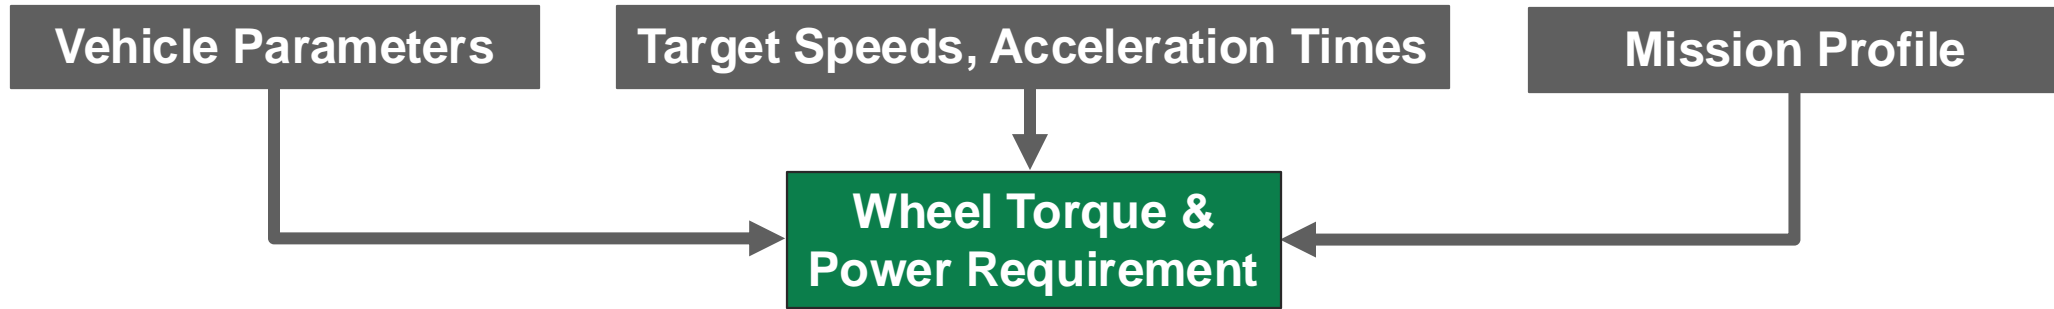 Vehicle Parameters
Target Speeds, Acceleration Times
Mission Profile
Wheel Torque &
Power Requirement